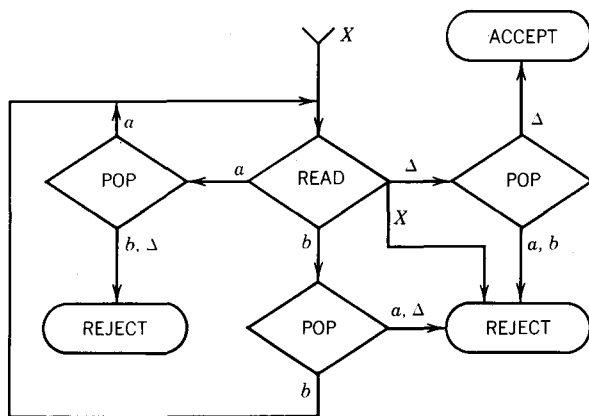 X
ACCEPT
a
Δ
POP
a
READ
Δ
POP
X
b, Δ
b
a, b
REJECT
POP
a, Δ
REJECT
b